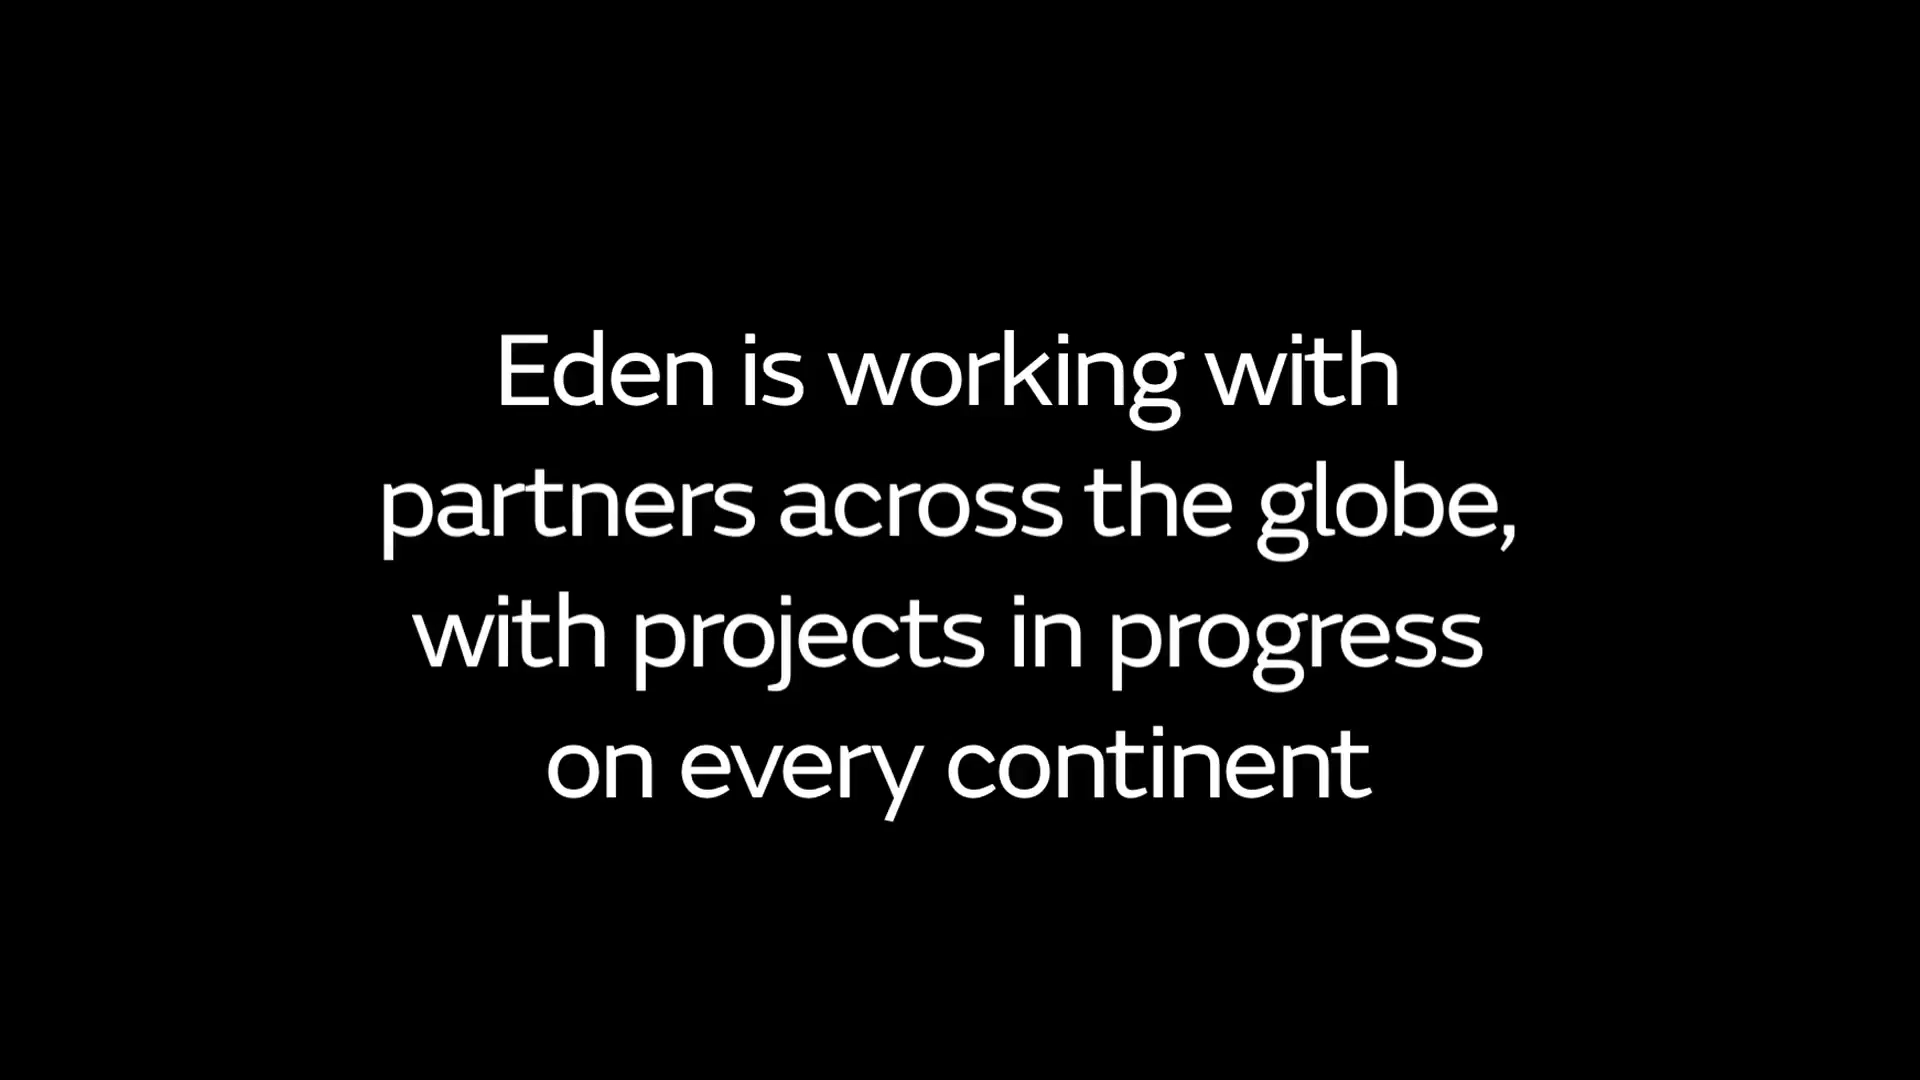 Eden is working with
partners across the globe,
with projects in progress
on every continent